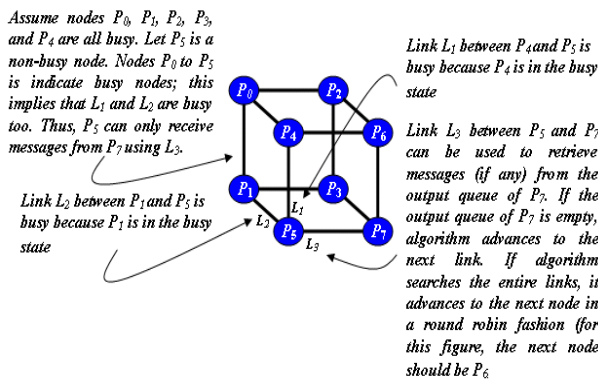 Assume nodes P0, P1, P2, P3,
and P4 are all busy. Let P5 is a
non-busy node. Nodes P0 to P5
is indicate busy nodes; this
implies that L1 and L2 are busy
too. Thus, P5 can only receive
messages from P7 using L3.
Link L2 between P1 and P5 is
busy because P1 is in the busy
state
P0
P2
P4
P6
P1
P3
L1
L2
P5
P7
L3
Link L1 between P4 and P5 is
busy because P4 is in the busy
state
Link L3 between P5 and P7
can be used to retrieve
messages (if any) from the
output queue of P7. If the
output queue of P7 is empty,
algorithm advances to the
next link. If algorithm
searches the entire links, it
advances to the next node in
a round robin fashion (for
this figure, the next node
should be P6